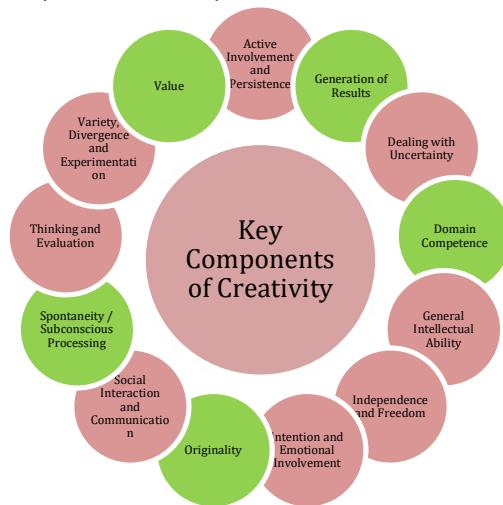 Key
Components
of Creativity
Active
Involvement
and
Persistence
Generation of
Results
Dealing with
Uncertainty
Domain
Competence
General
Intellectual
Ability
Independence
and Freedom
Intention and
Emotional
Involvement
Originality
Social
Interaction
and
Communicatio
n
Spontaneity /
Subconscious
Processing
Thinking and
Evaluation
Variety,
Divergence
and
Experimentati
on
Value